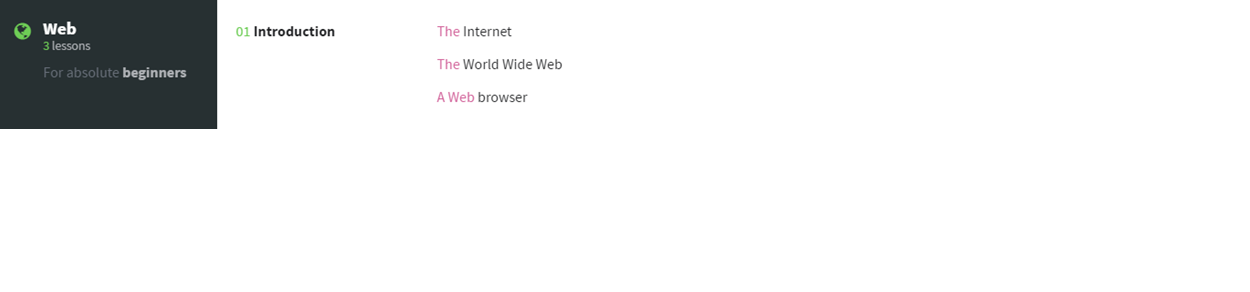 Web
3 lessons
For absolute beginners
01 Introduction
The Internet
The World Wide Web
A Web browser